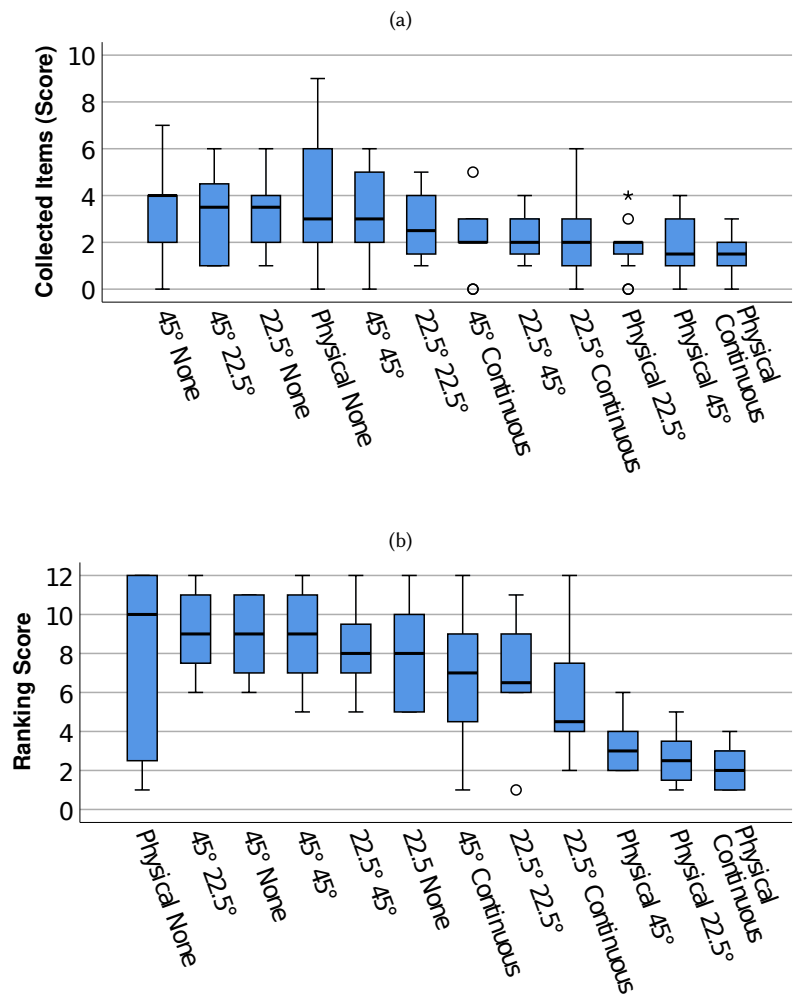 (a)
Collected Items (Score)
10
8
6
4
2
0
45° None
45° 22.5°
22.5° None
Physical None
45° 45°
22.5° 22.5°
45° Continuous
22.5° 45°
22.5° Continuous
Physical 22.5°
Physical 45°
Physical
Continuous
(b)
Ranking Score
12
10
8
6
4
2
0
Physical None
45° 22.5°
45° None
45° 45°
22.5° 45°
22.5 None
45° Continuous
22.5° 22.5°
22.5° Continuous
Physical 45°
Physical 22.5°
Physical
Continuous